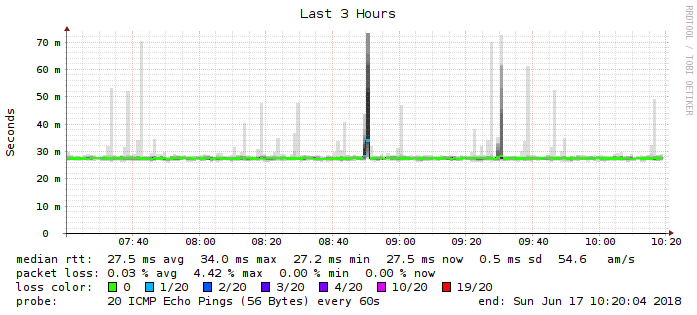 Last 3 Hours
RRDTOOL / TOBI OETIKER
Seconds
70 m
60 m
50 m
40 m
30 m
20 m
10 m
0
07:40 08:00 08:20 08:40 09:00 09:20 09:40 10:00 10:20
median rtt: 27.5 ms avg 34.0 ms max 27.2 ms min 27.5 ms now 0.5 ms sd 54.6 am/s
packet loss: 0.03 % avg 4.42 % max 0.00 % min 0.00 % now
loss color: 0 1/20 2/20 3/20 4/20 10/20 19/20
probe: 20 ICMP Echo Pings (56 Bytes) every 60s end: Sun Jun 17 10:20:04 2018